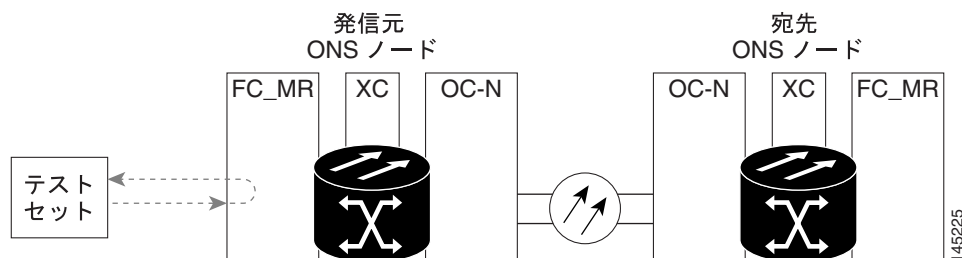 発信元
ONS ノード
宛先
ONS ノード
FC_MR
XC
OC-N
OC-N
XC
FC_MR
テスト
セット
145225